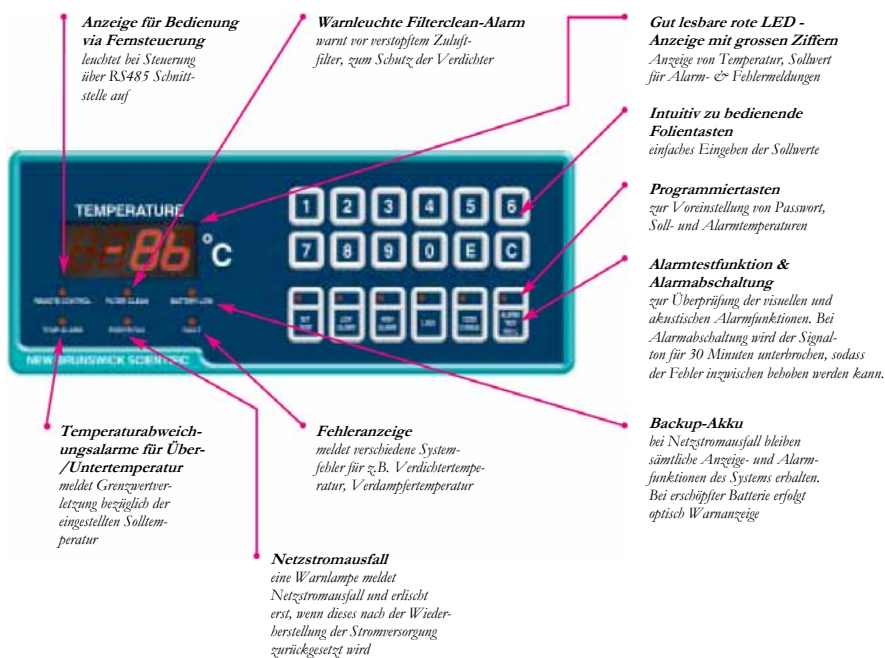 Anzeige für Bedienung
via Fernsteuerung
leuchtet bei Steuerung
über RS485 Schnitt-
stelle auf
Warnleuchte Filterclean-Alarm
warnt vor verstopftem Zuluft-
filter, zum Schutz der Verdichter
Gut lesbare rote LED -
Anzeige mit grossen Ziffern
Anzeige von Temperatur, Sollwert
für Alarm- & Fehlermeldungen
Intuitiv zu bedienende
Folientasten
einfaches Eingeben der Sollwerte
Programmiertasten
zur Voreinstellung von Passwort,
Soll- und Alarmtemperaturen
Alarmtestfunktion &
Alarmabschaltung
zur Überprüfung der visuellen und
akustischen Alarmfunktionen. Bei
Alarmabschaltung wird der Signal-
ton für 30 Minuten unterbrochen, sodass
der Fehler inzwischen behoben werden kann.
TEMPERATURE
-86 °C
1 2 3 4 5 6
7 8 9 0 E C
REMOTE CONTROL FILTER CLEAN BATTERY LOW
TEMP ALARM POWER FAIL FAULT
NEW BRUNSWICK SCIENTIFIC
Temperaturabweich-
ungsalarme für Über-
/Untertemperatur
meldet Grenzwertver-
letzung bezüglich der
eingestellten Solltem-
peratur
Fehleranzeige
meldet verschiedene System-
fehler für z.B. Verdichtertempe-
ratur, Verdampfertemperatur
Backup-Akku
bei Netzstromausfall bleiben
sämtliche Anzeige- und Alarm-
funktionen des Systems erhalten.
Bei erschöpfter Batterie erfolgt
optisch Warnanzeige
Netzstromausfall
eine Warnlampe meldet
Netzstromausfall und erlischt
erst, wenn dieses nach der Wieder-
herstellung der Stromversorgung
zurückgesetzt wird